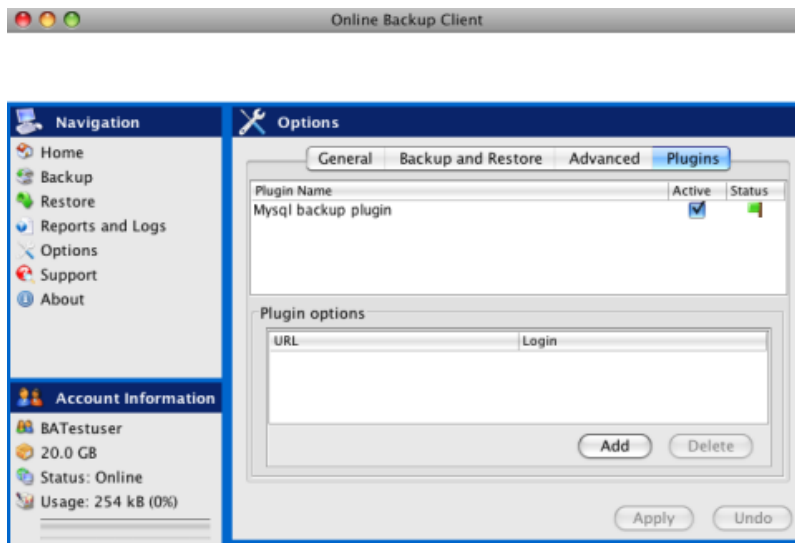 Online Backup Client
Navigation
Home
Backup
Restore
Reports and Logs
Options
Support
About
Account Information
BATestuser
20.0 GB
Status: Online
Usage: 254 kB (0%)
Options
General Backup and Restore Advanced Plugins
Plugin Name Active Status
Mysql backup plugin
Plugin options
URL Login
Add Delete
Apply Undo